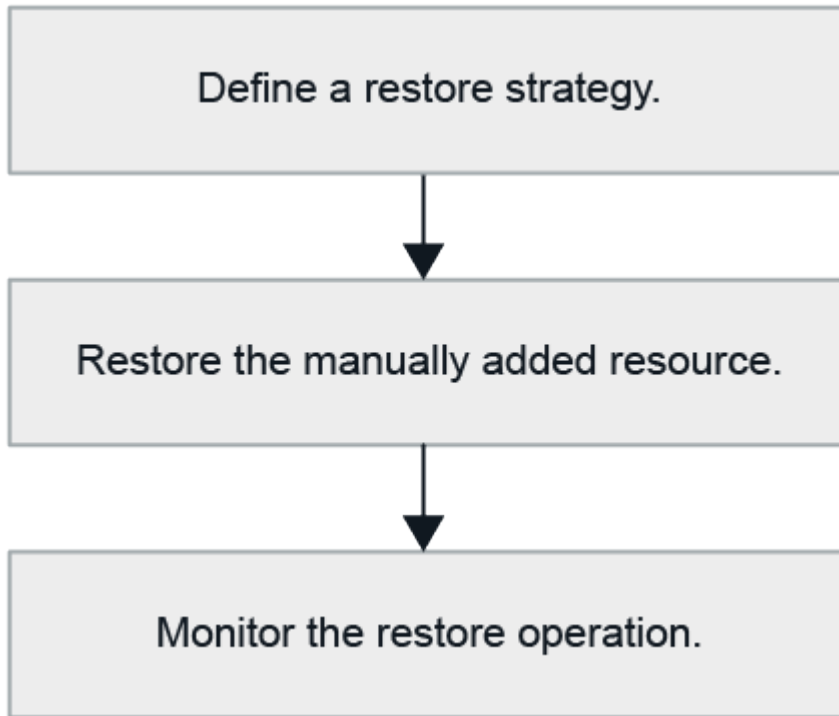 Define a restore strategy.
Restore the manually added resource.
Monitor the restore operation.